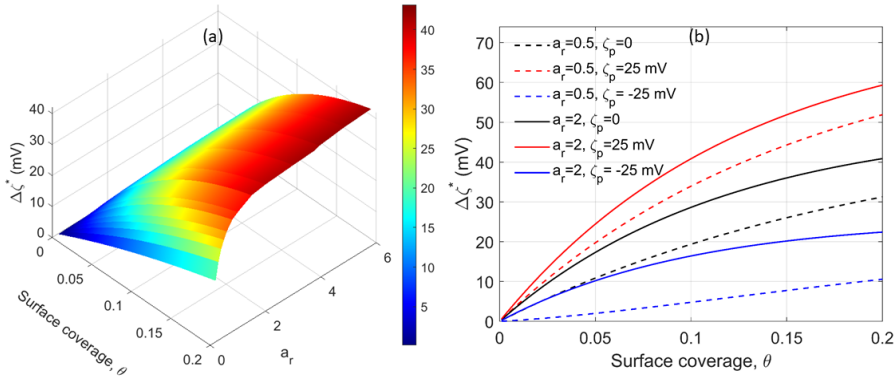 (a)
40
30
20
10
0
Δζ* (mV)
0
0.05
0.1
0.15
0.2
Surface coverage, θ
0
2
4
6
a_r
40
35
30
25
20
15
10
5
(b)
70
60
50
40
30
20
10
0
Δζ* (mV)
a_r=0.5, ζ_p=0
a_r=0.5, ζ_p=25 mV
a_r=0.5, ζ_p= -25 mV
a_r=2, ζ_p=0
a_r=2, ζ_p=25 mV
a_r=2, ζ_p= -25 mV
0
0.05
0.1
0.15
0.2
Surface coverage, θ